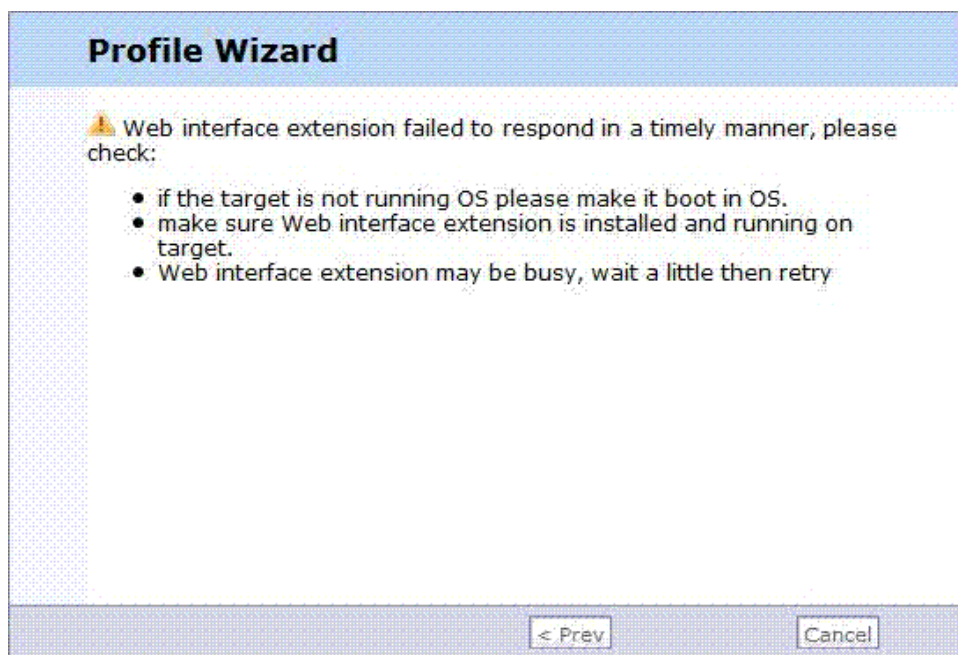 Profile Wizard
Web interface extension failed to respond in a timely manner, please
check:
• if the target is not running OS please make it boot in OS.
• make sure Web interface extension is installed and running on
target.
• Web interface extension may be busy, wait a little then retry
< Prev
Cancel